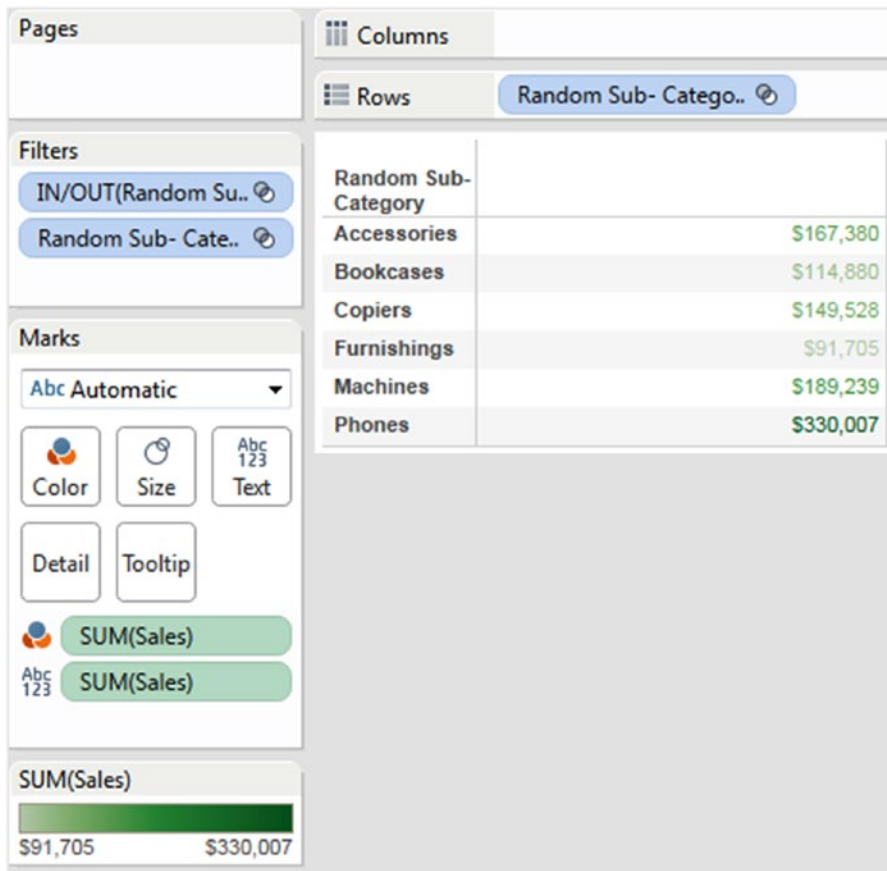 Pages
Columns
Rows
Random Sub- Catego..
Filters
IN/OUT(Random Su..
Random Sub- Cate..
Marks
Abc Automatic
Color
Size
Abc
123
Text
Detail
Tooltip
SUM(Sales)
Abc
123
SUM(Sales)
SUM(Sales)
$91,705 $330,007
Random Sub-
Category
Accessories $167,380
Bookcases $114,880
Copiers $149,528
Furnishings $91,705
Machines $189,239
Phones $330,007